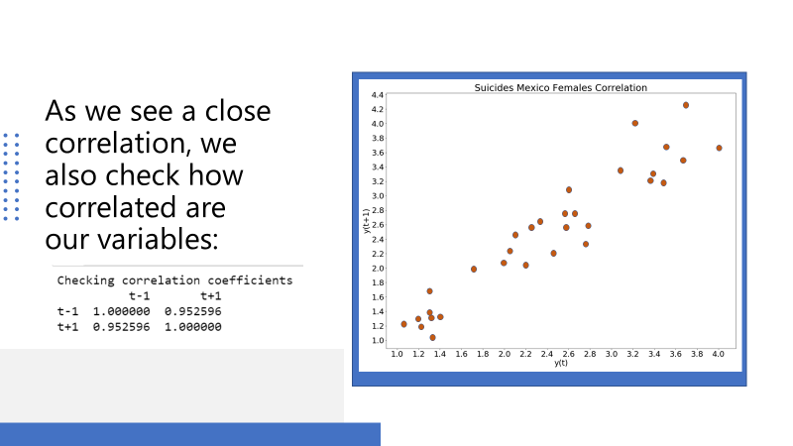 As we see a close
correlation, we
also check how
correlated are
our variables:
Checking correlation coefficients
t-1 t+1
t-1 1.000000 0.952596
t+1 0.952596 1.000000
Suicides Mexico Females Correlation
4.4
4.2
4.0
3.8
3.6
3.4
3.2
3.0
2.8
2.6
2.4
2.2
2.0
1.8
1.6
1.4
1.2
1.0
y(t+1)
1.0 1.2 1.4 1.6 1.8 2.0 2.2 2.4 2.6 2.8 3.0 3.2 3.4 3.6 3.8 4.0
y(t)